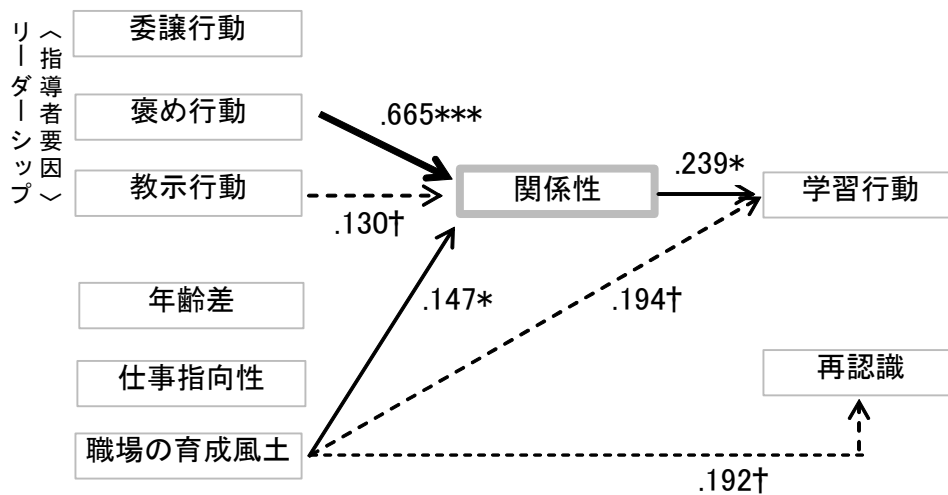 〈指導者要因〉
リーダーシップ
委譲行動
褒め行動
.665***
教示行動
.130†
関係性
.239*
学習行動
年齢差
.147*
.194†
仕事指向性
再認識
職場の育成風土
.192†